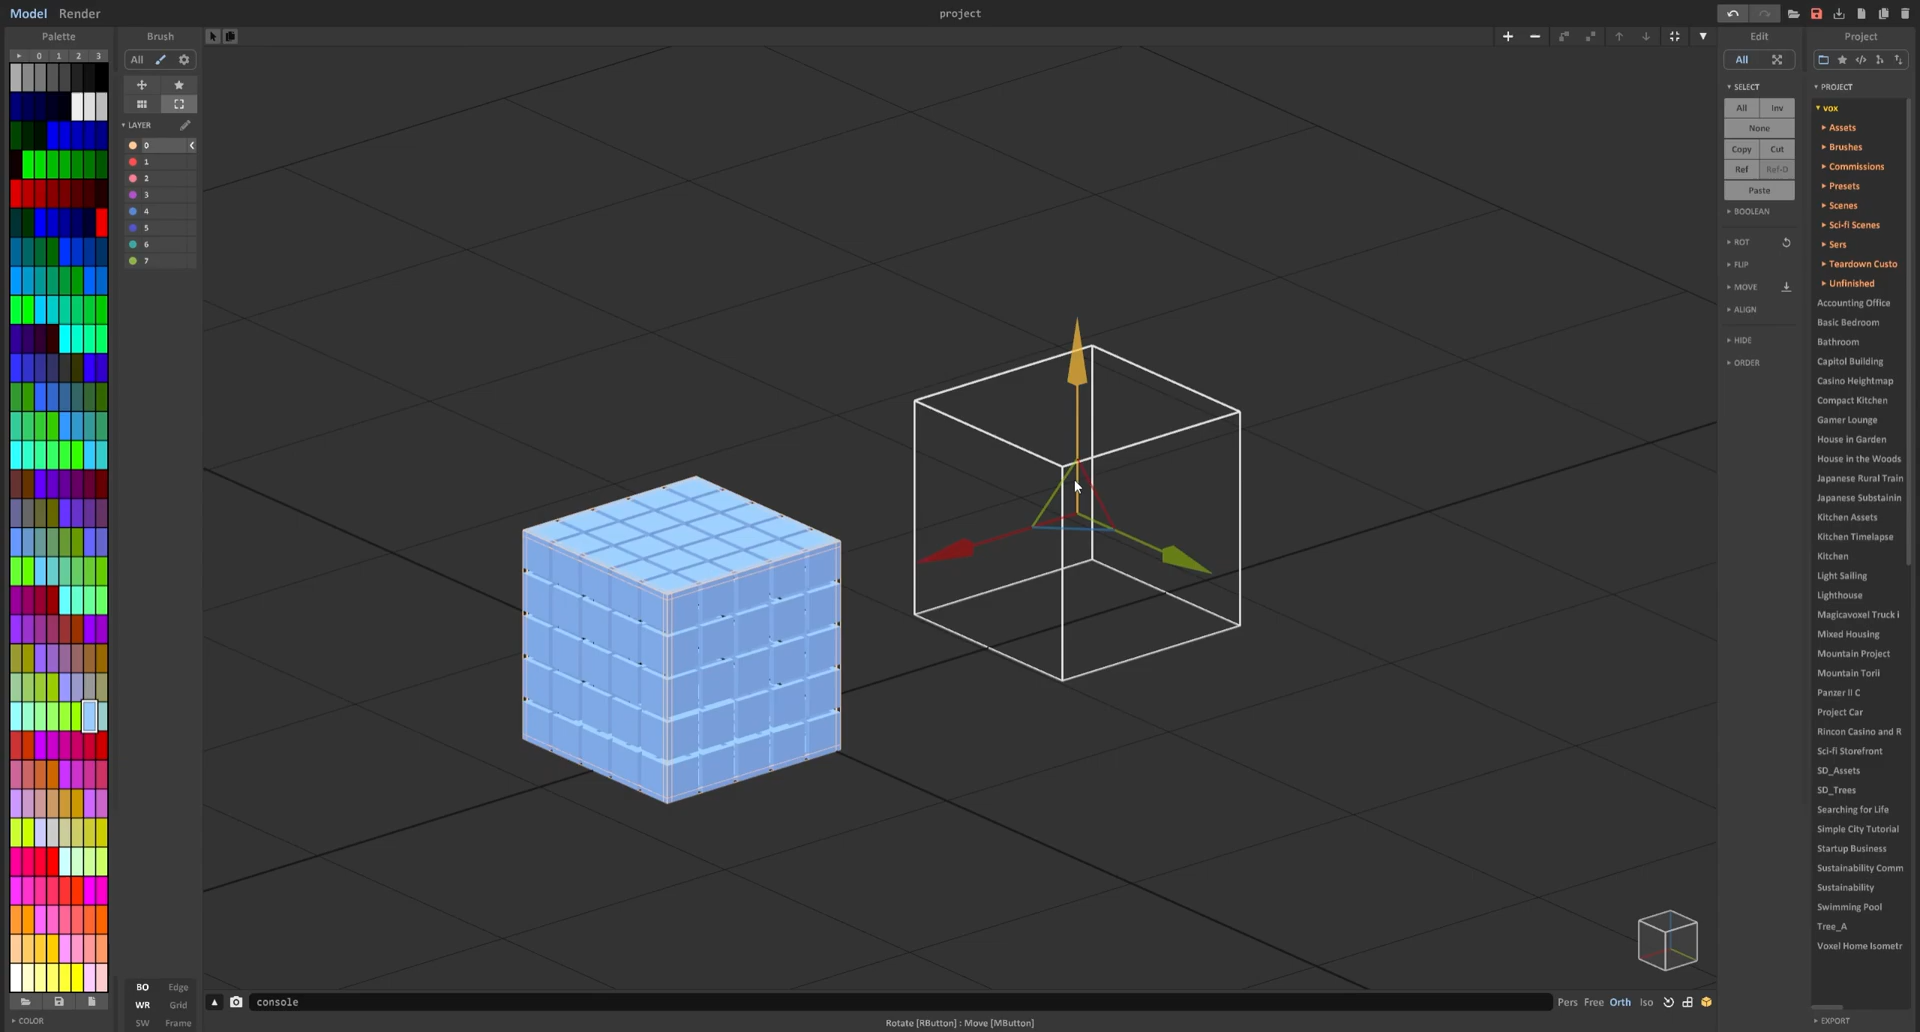 Model Render
project
Palette
0 1 2 3
COLOR
Brush
All
LAYER
0
1
2
3
4
5
6
7
BO Edge
WR Grid
SW Frame
console
Pers Free Orth Iso
Rotate [RButton] : Move [MButton]
Edit
All
SELECT
All Inv
None
Copy Cut
Ref Ref-D
Paste
BOOLEAN
ROT
FLIP
MOVE
ALIGN
HIDE
ORDER
Project
PROJECT
vox
Assets
Brushes
Commissions
Presets
Scenes
Sci-fi Scenes
Sers
Teardown Custo
Unfinished
Accounting Office
Basic Bedroom
Bathroom
Capitol Building
Casino Heightmap
Compact Kitchen
Gamer Lounge
House in Garden
House in the Woods
Japanese Rural Train
Japanese Substainin
Kitchen Assets
Kitchen Timelapse
Kitchen
Light Sailing
Lighthouse
Magicavoxel Truck i
Mixed Housing
Mountain Project
Mountain Torii
Panzer II C
Project Car
Rincon Casino and R
Sci-fi Storefront
SD_Assets
SD_Trees
Searching for Life
Simple City Tutorial
Startup Business
Sustainability Comm
Sustainability
Swimming Pool
Tree_A
Voxel Home Isometr
EXPORT